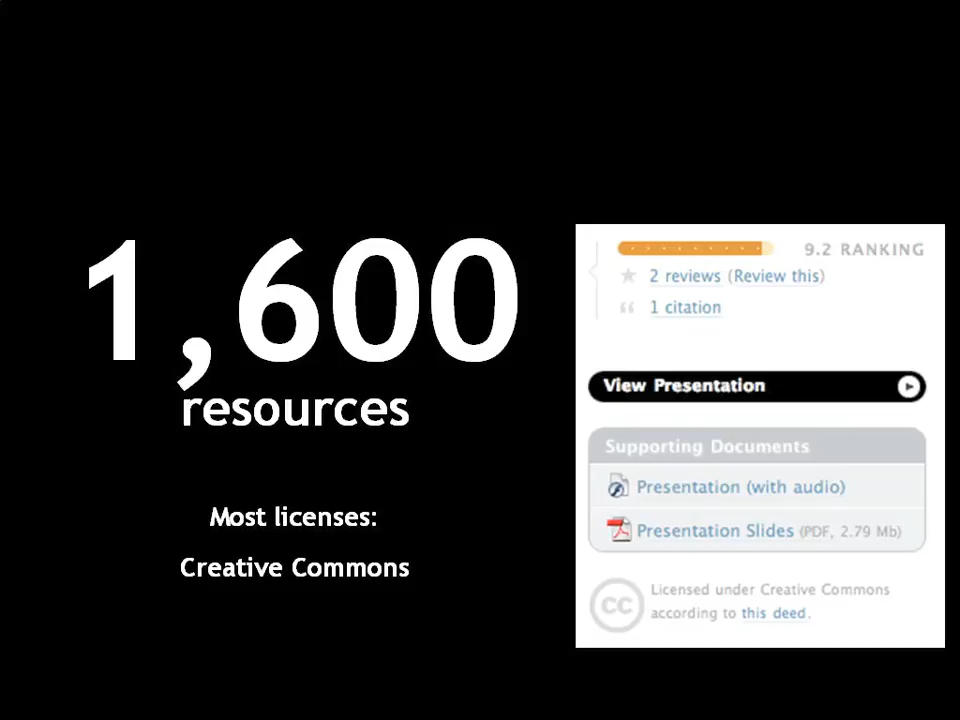 1,600
resources
Most licenses:
Creative Commons
9.2 RANKING
2 reviews (Review this)
1 citation
View Presentation
Supporting Documents
Presentation (with audio)
Presentation Slides (PDF, 2.79 Mb)
cc
Licensed under Creative Commons
according to this deed.